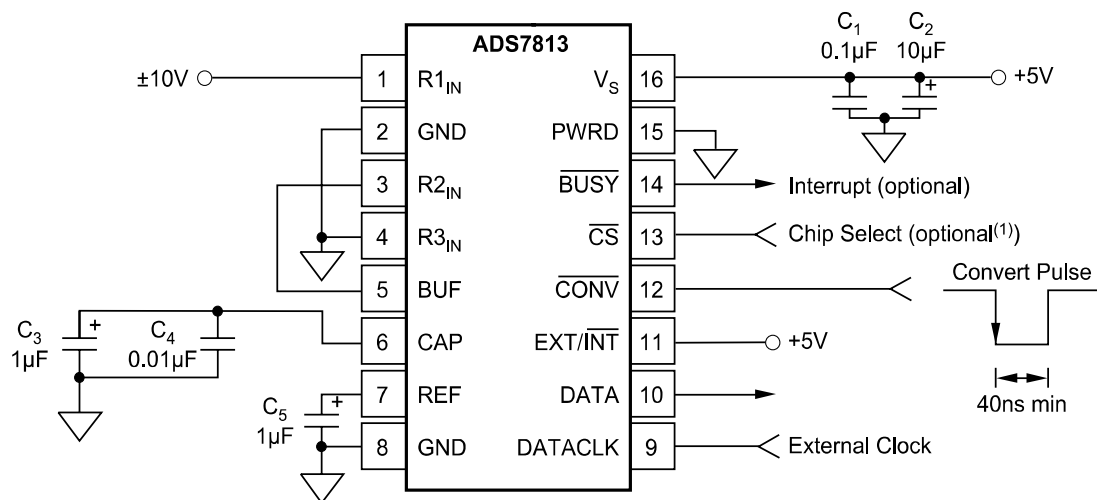 ADS7813
C1
0.1µF
C2
10µF
+
+5V
±10V
1 R1IN
VS 16
2 GND
PWRD 15
3 R2IN
BUSY 14
Interrupt (optional)
4 R3IN
CS 13
Chip Select (optional(1))
5 BUF
CONV 12
Convert Pulse
40ns min
C3
1µF
+
C4
0.01µF
6 CAP
EXT/INT 11
+5V
7 REF
DATA 10
C5
1µF
+
8 GND
DATACLK 9
External Clock